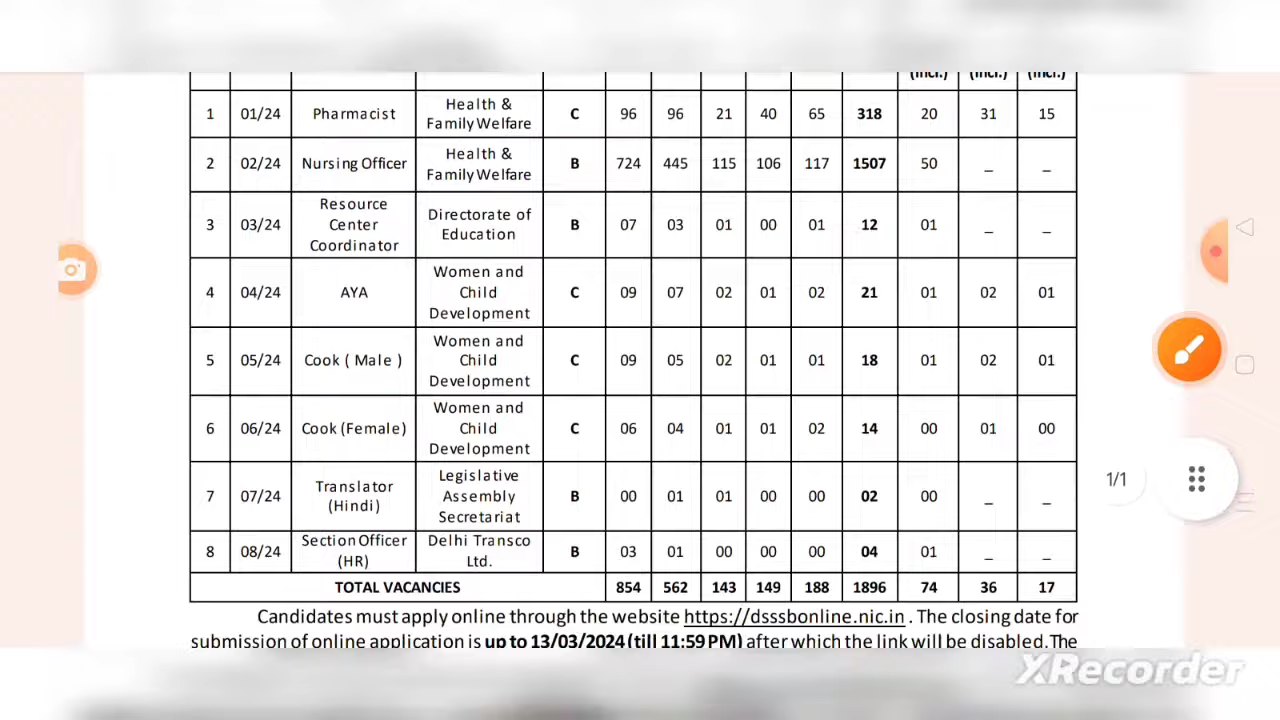 (Incl.) (Incl.) (Incl.)
1 01/24 Pharmacist Health & Family Welfare C 96 96 21 40 65 318 20 31 15
2 02/24 Nursing Officer Health & Family Welfare B 724 445 115 106 117 1507 50 _ _
3 03/24 Resource Center Coordinator Directorate of Education B 07 03 01 00 01 12 01 _ _
4 04/24 AYA Women and Child Development C 09 07 02 01 02 21 01 02 01
5 05/24 Cook ( Male ) Women and Child Development C 09 05 02 01 01 18 01 02 01
6 06/24 Cook (Female) Women and Child Development C 06 04 01 01 02 14 00 01 00
7 07/24 Translator (Hindi) Legislative Assembly Secretariat B 00 01 01 00 00 02 00 _ _
8 08/24 Section Officer (HR) Delhi Transco Ltd. B 03 01 00 00 00 04 01 _ _
TOTAL VACANCIES 854 562 143 149 188 1896 74 36 17
Candidates must apply online through the website https://dsssbonline.nic.in . The closing date for
submission of online application is up to 13/03/2024 (till 11:59 PM) after which the link will be disabled. The
1/1
XRecorder